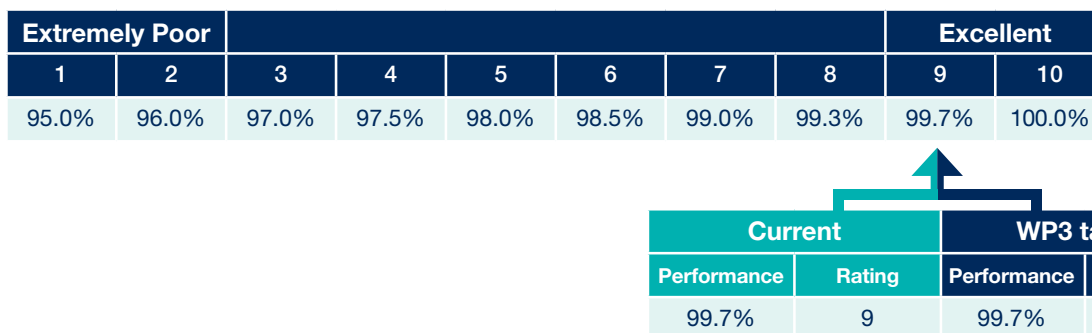 Extremely Poor Excellent
1 2 3 4 5 6 7 8 9 10
95.0% 96.0% 97.0% 97.5% 98.0% 98.5% 99.0% 99.3% 99.7% 100.0%
Current WP3
Performance Rating Performance
99.7% 9 99.7%